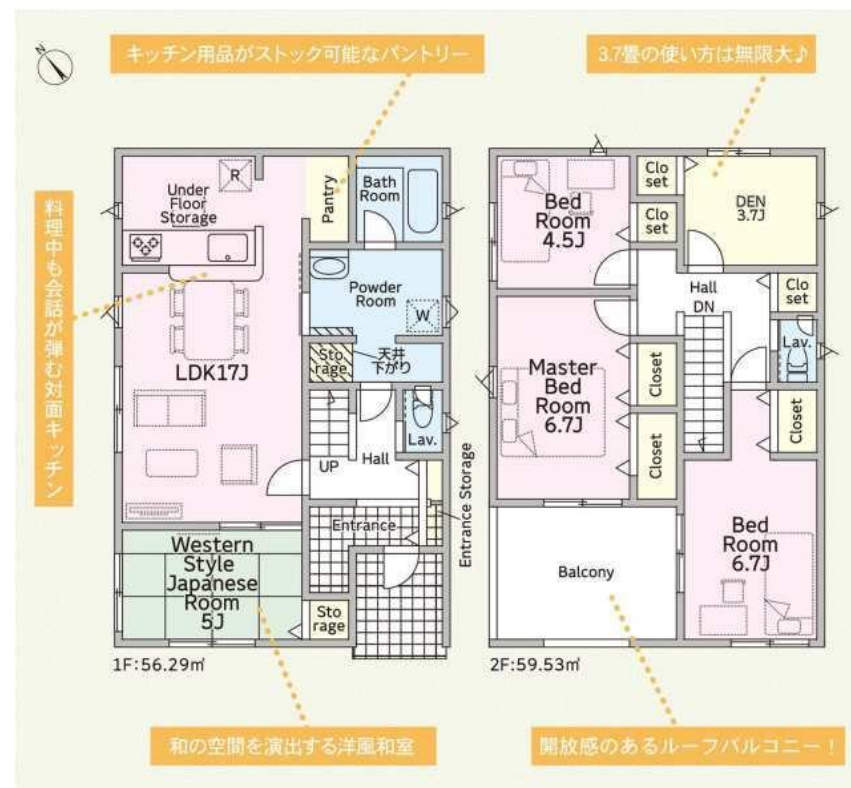 N
キッチン用品がストック可能なパントリー
3.7畳の使い方は無限大♪
料理中も会話が弾む対面キッチン
Under
Floor
Storage
R
Pantry
Bath
Room
Powder
Room
W
LDK17J
Sto
rage
天井
下がり
Lav.
UP
Hall
Entrance
Entrance Storage
Western
Style
Japanese
Room
5J
Sto
rage
1F:56.29㎡
Bed
Room
4.5J
Clo
set
Clo
set
DEN
3.7J
Hall
DN
Clo
set
Lav.
Master
Bed
Room
6.7J
Closet
Closet
Closet
Bed
Room
6.7J
Balcony
2F:59.53㎡
和の空間を演出する洋風和室
開放感のあるルーフバルコニー！